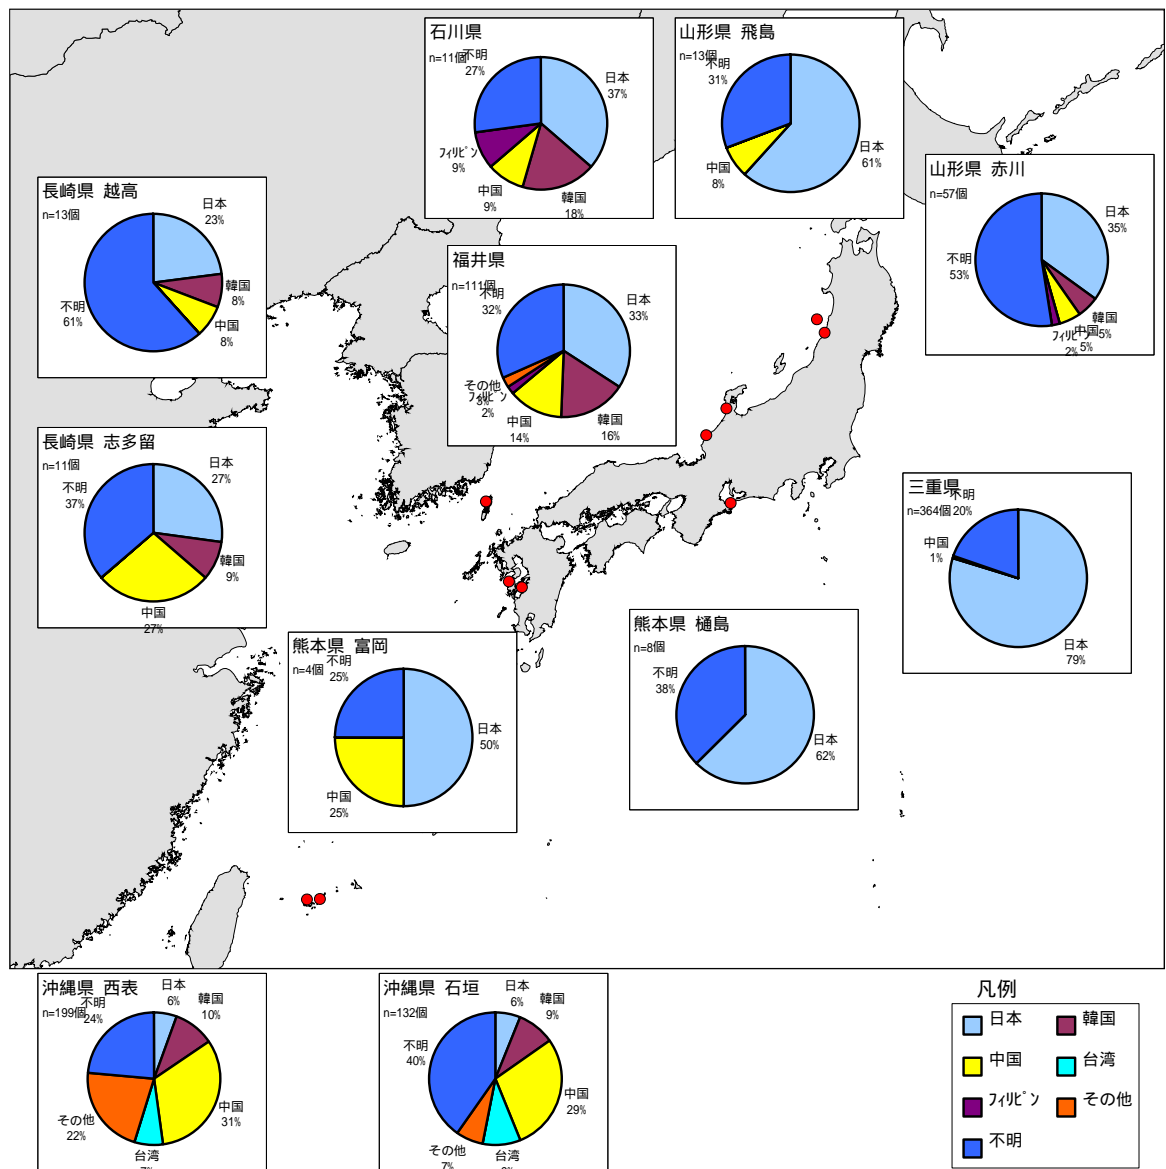 石川県
n=11個
不明
27%
日本
37%
フィリピン
9%
中国
9%
韓国
18%
山形県 飛島
n=13個
不明
31%
中国
8%
日本
61%
山形県 赤川
n=57個
日本
35%
不明
53%
韓国
5%
中国
5%
フィリピン
2%
長崎県 越高
n=13個
日本
23%
韓国
8%
中国
8%
不明
61%
福井県
n=111個
不明
32%
日本
33%
その他
3%
フィリピン
2%
中国
14%
韓国
16%
長崎県 志多留
n=11個
不明
37%
日本
27%
韓国
9%
中国
27%
三重県
n=364個
不明
20%
中国
1%
日本
79%
熊本県 富岡
n=4個
不明
25%
日本
50%
中国
25%
熊本県 樋島
n=8個
不明
38%
日本
62%
沖縄県 西表
n=199個
不明
24%
日本
6%
韓国
10%
中国
31%
その他
22%
台湾
沖縄県 石垣
n=132個
日本
6%
韓国
9%
不明
40%
中国
29%
その他
7%
台湾
凡例
日本
韓国
中国
台湾
フィリピン
その他
不明